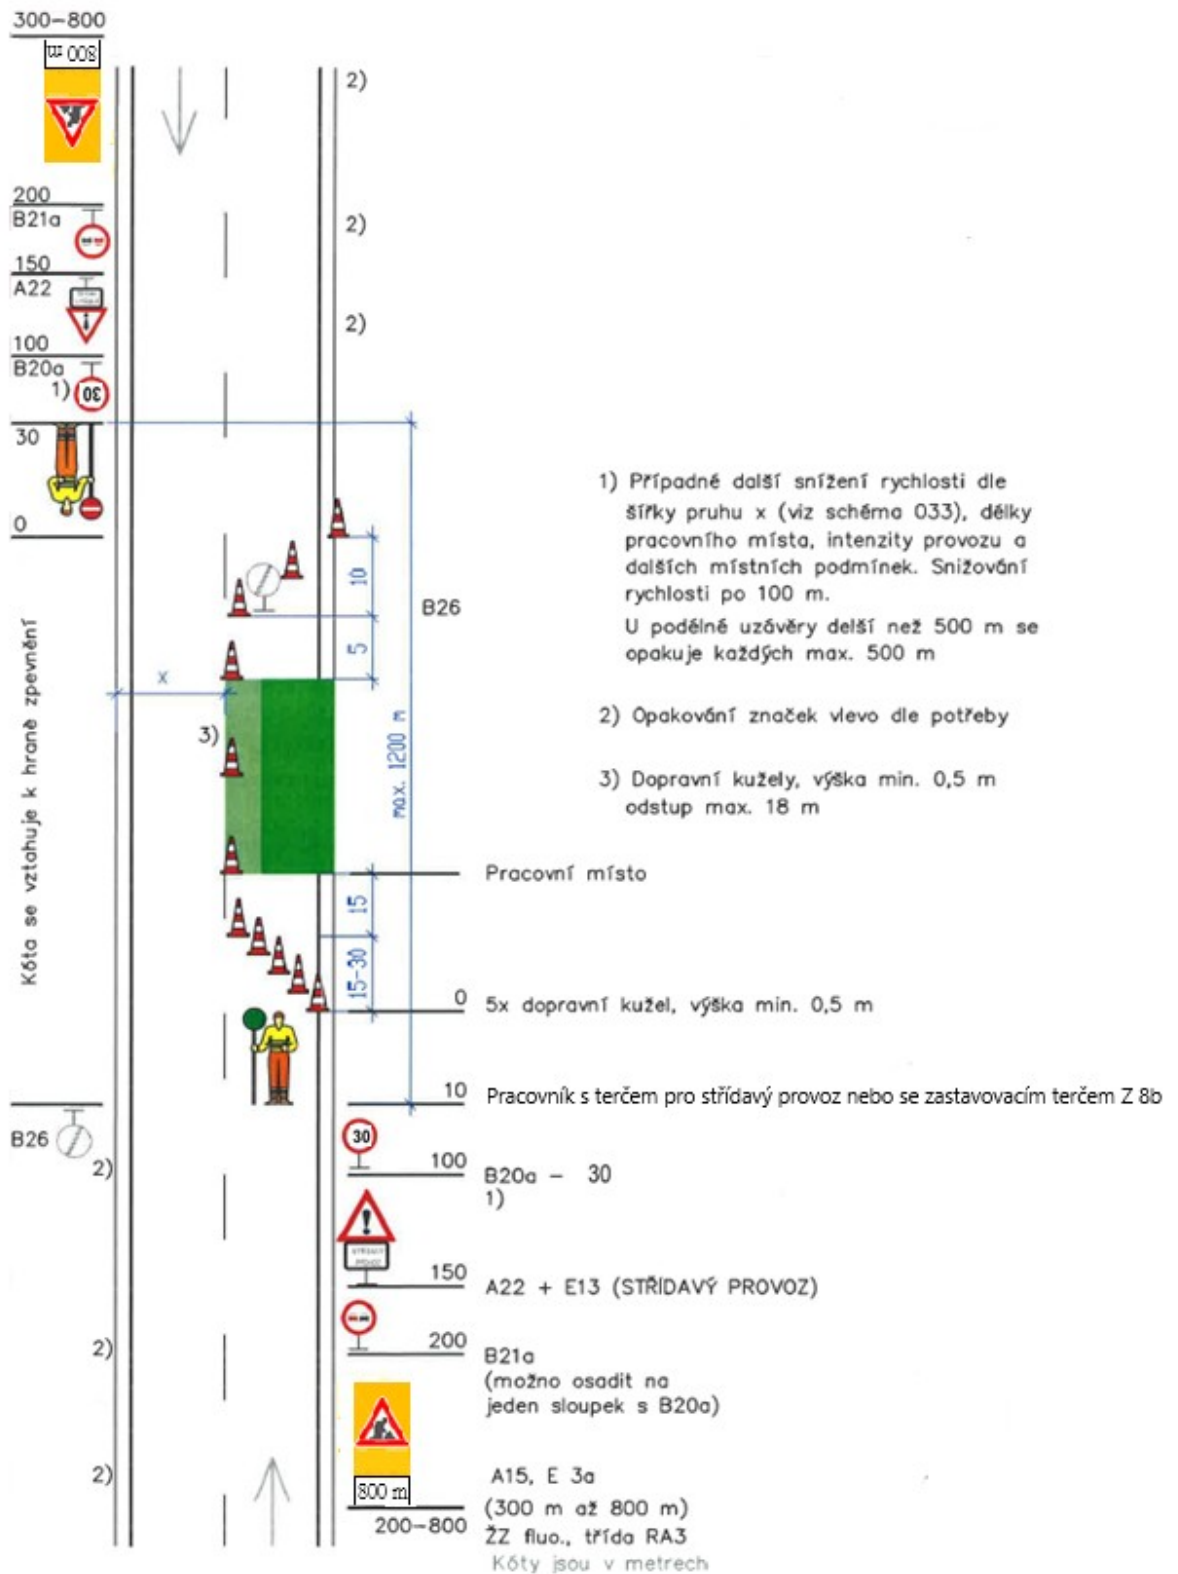 300-800
800 m
2)
200
B21a
2)
150
A22
2)
100
B20a
1)
30
30
0
10
B26
5
x
3)
max. 1200 m
Kóta se vztahuje k hraně zpevnění
1) Případné další snížení rychlosti dle
šířky pruhu x (viz schéma 033), délky
pracovního místa, intenzity provozu a
dalších místních podmínek. Snižování
rychlosti po 100 m.
U podélné uzávěry delší než 500 m se
opakuje každých max. 500 m
2) Opakování značek vlevo dle potřeby
3) Dopravní kužely, výška min. 0,5 m
odstup max. 18 m
Pracovní místo
15
15-30
0
5x dopravní kužel, výška min. 0,5 m
10
Pracovník s terčem pro střídavý provoz nebo se zastavovacím terčem Z 8b
B26
30
2)
100
B20a - 30
1)
STŘÍDAVÝ
PROVOZ
150
A22 + E13 (STŘÍDAVÝ PROVOZ)
2)
200
B21a
(možno osadit na
jeden sloupek s B20a)
2)
800 m
A15, E 3a
(300 m až 800 m)
200-800
ŽZ fluo., třída RA3
Kóty jsou v metrech